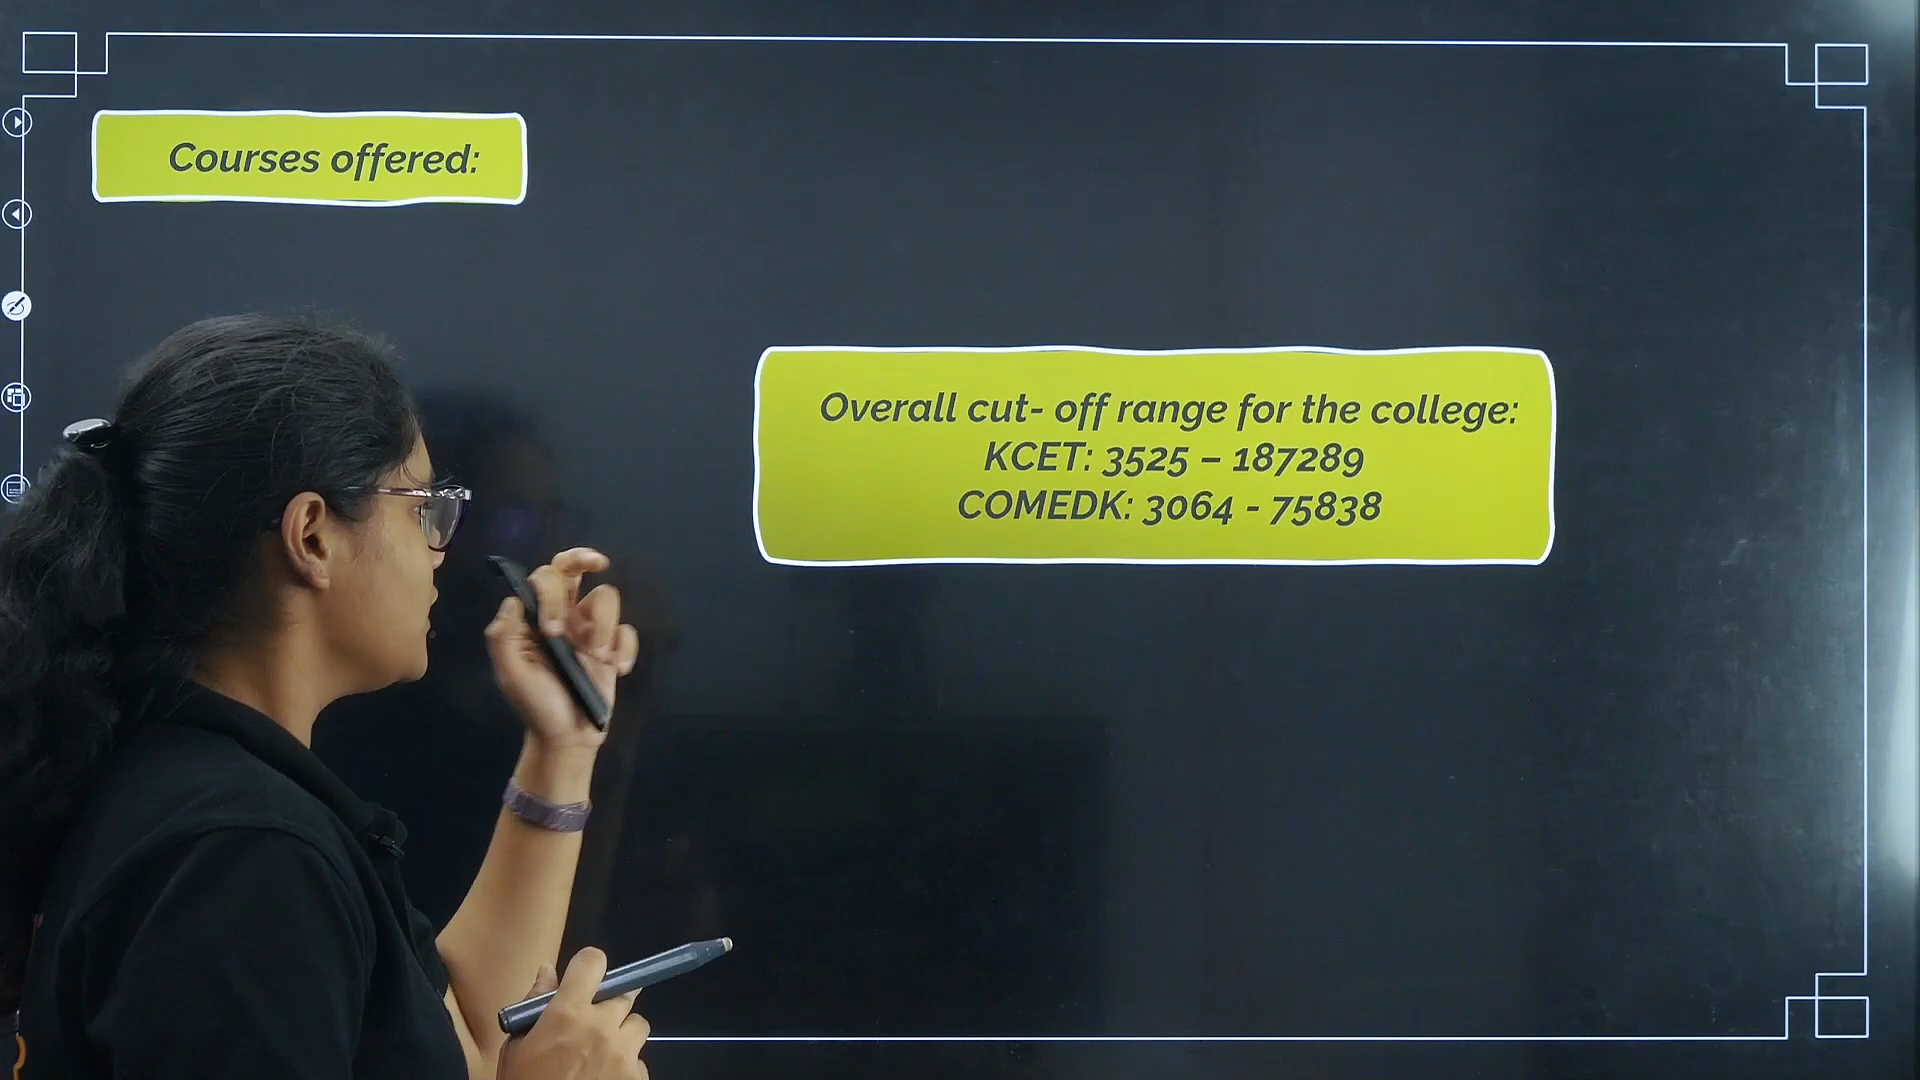 Courses offered:
Overall cut- off range for the college:
KCET: 3525 – 187289
COMEDK: 3064 - 75838